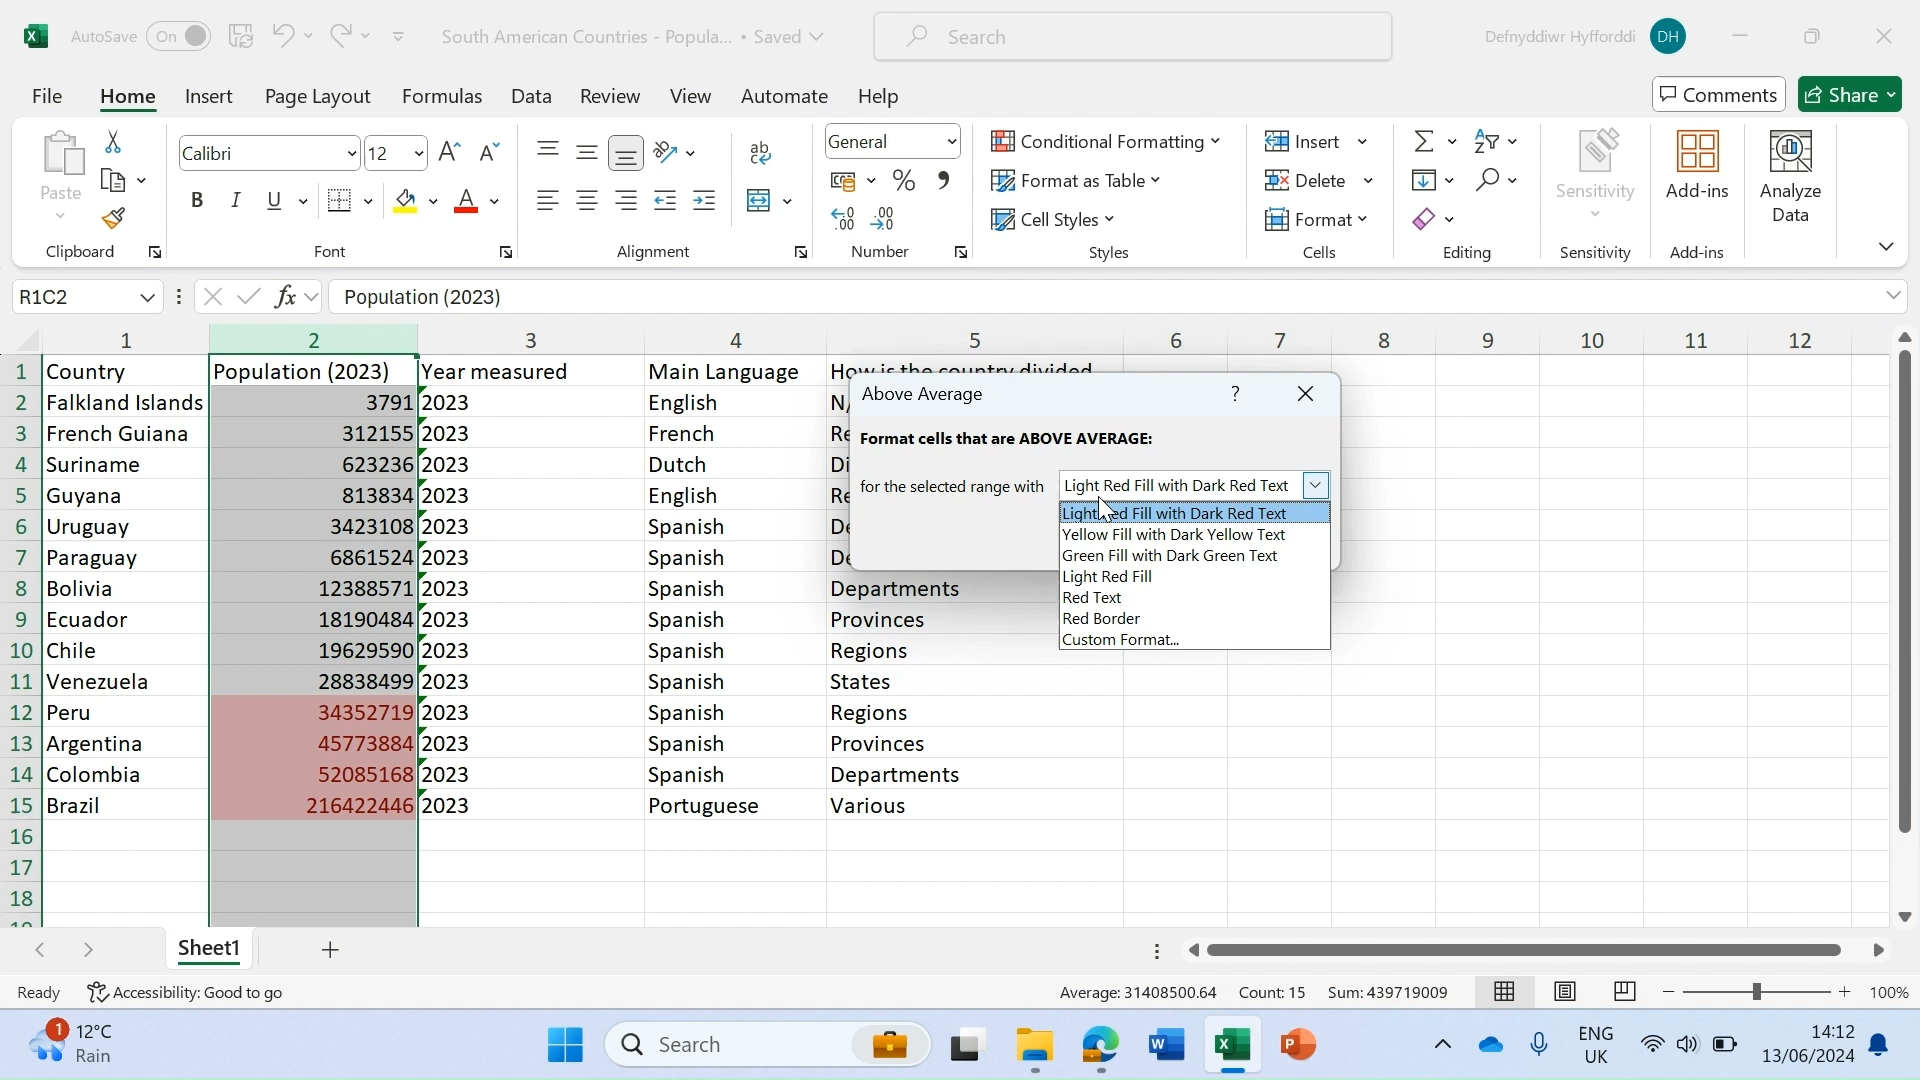 AutoSave On South American Countries - Popula... • Saved Search Defnyddiwr Hyfforddi DH
File Home Insert Page Layout Formulas Data Review View Automate Help Comments Share
Paste Calibri 12 General Conditional Formatting Insert Sensitivity Add-ins Analyze Data
Format as Table Delete
Cell Styles Format
Clipboard Font Alignment Number Styles Cells Editing Sensitivity Add-ins
R1C2 fx Population (2023)
1 2 3 4 5 6 7 8 9 10 11 12
1 Country Population (2023) Year measured Main Language How is the country divided
2 Falkland Islands 3791 2023 English N/
3 French Guiana 312155 2023 French Re
4 Suriname 623236 2023 Dutch Di
5 Guyana 813834 2023 English Re
6 Uruguay 3423108 2023 Spanish De
7 Paraguay 6861524 2023 Spanish De
8 Bolivia 12388571 2023 Spanish Departments
9 Ecuador 18190484 2023 Spanish Provinces
10 Chile 19629590 2023 Spanish Regions
11 Venezuela 28838499 2023 Spanish States
12 Peru 34352719 2023 Spanish Regions
13 Argentina 45773884 2023 Spanish Provinces
14 Colombia 52085168 2023 Spanish Departments
15 Brazil 216422446 2023 Portuguese Various
16
17
18
Above Average ?
Format cells that are ABOVE AVERAGE:
for the selected range with Light Red Fill with Dark Red Text
Light Red Fill with Dark Red Text
Yellow Fill with Dark Yellow Text
Green Fill with Dark Green Text
Light Red Fill
Red Text
Red Border
Custom Format...
Sheet1
Ready Accessibility: Good to go Average: 31408500.64 Count: 15 Sum: 439719009 100%
1 12°C Search ENG 14:12
Rain UK 13/06/2024